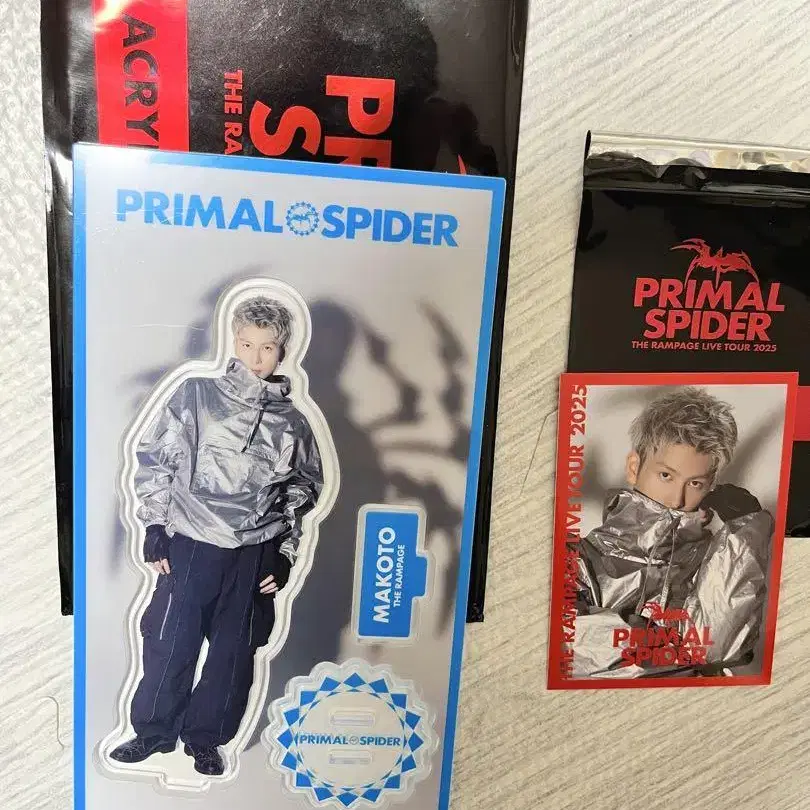 ACRY
PR
S
THE RA
PRIMAL SPIDER
MAKOTO
THE RAMPAGE
PRIMAL SPIDER
PRIMAL
SPIDER
THE RAMPAGE LIVE TOUR 2025
THE RAMPAGE LIVE TOUR 2025
PRIMAL
SPIDER